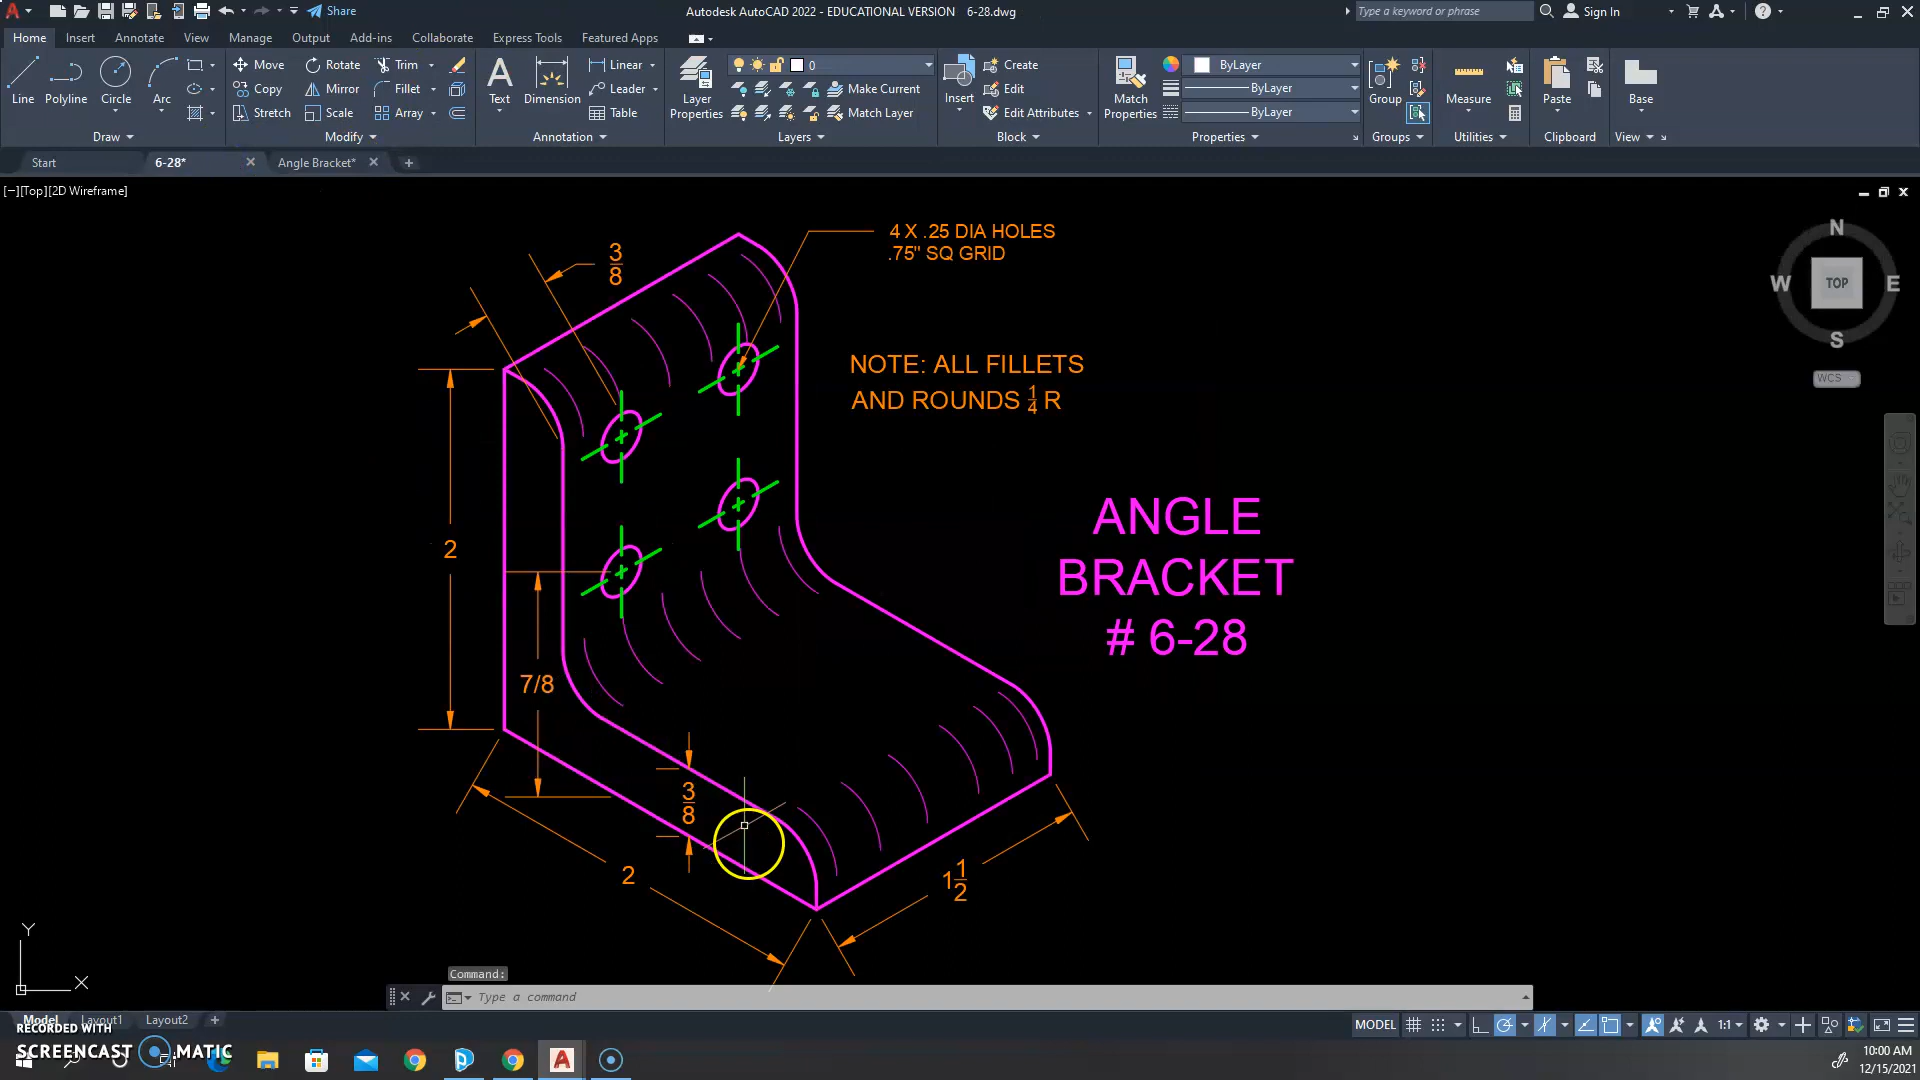 Share
Autodesk AutoCAD 2022 - EDUCATIONAL VERSION 6-28.dwg
Type a keyword or phrase
Sign In
Home Insert Annotate View Manage Output Add-ins Collaborate Express Tools Featured Apps
Line Polyline Circle Arc
Move Rotate Trim
Copy Mirror Fillet
Stretch Scale Array
Text Dimension
Linear
Leader
Table
Layer Properties
0
Make Current
Match Layer
Insert
Create
Edit
Edit Attributes
Match Properties
ByLayer
ByLayer
ByLayer
Group Measure Paste Base
Draw Modify Annotation Layers Block Properties Groups Utilities Clipboard View
Start 6-28* Angle Bracket*
[−][Top][2D Wireframe]
4 X .25 DIA HOLES
.75" SQ GRID
3/8
NOTE: ALL FILLETS
AND ROUNDS 1/4 R
ANGLE
BRACKET
# 6-28
2
7/8
3/8
2
1 1/2
N
W TOP E
S
WCS
Y
X
Command:
Type a command
Model Layout1 Layout2
MODEL 1:1
RECORDED WITH
SCREENCAST MATIC
10:00 AM
12/15/2021